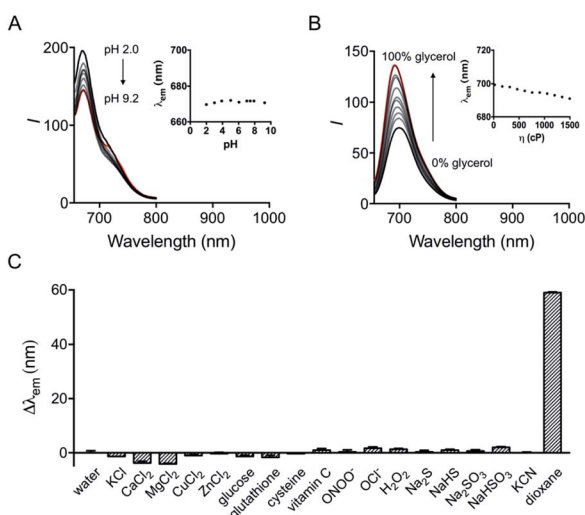 A
200
100
0
I
pH 2.0
pH 9.2
700
800
900
1000
Wavelength (nm)
700
680
660
λem (nm)
0 2 4 6 8 10
pH
B
150
100
50
0
I
100% glycerol
0% glycerol
700
800
900
1000
Wavelength (nm)
720
700
680
λem (nm)
0 500 1000 1500
η (cP)
C
60
40
20
0
Δλem (nm)
water
KCl
CaCl2
MgCl2
CuCl2
ZnCl2
glucose
glutathione
cysteine
vitamin C
ONOO-
OCl-
H2O2
Na2S
NaHS
Na2SO3
NaHSO3
KCN
dioxane